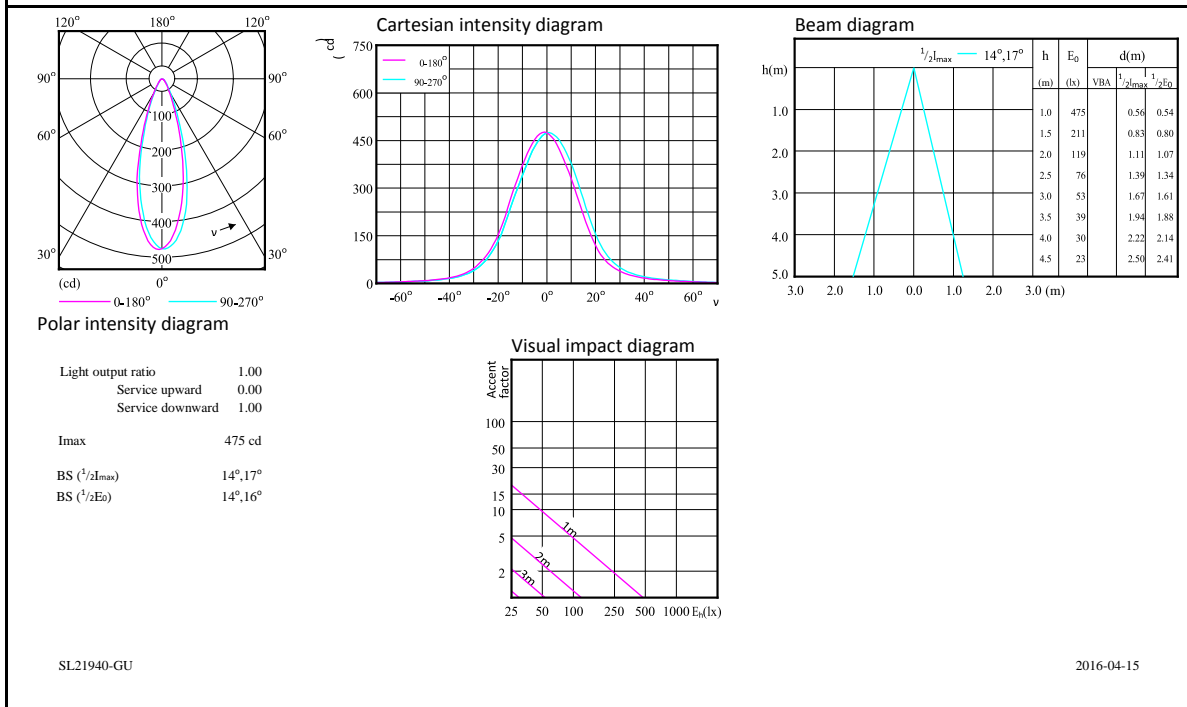 Cartesian intensity diagram
Beam diagram
120° 180° 120°
90° 90°
60° 60°
30° 30°
100
200
300
400
500
ν
(cd) 0°
0-180° 90-270°
Polar intensity diagram
(cd)
0-180°
90-270°
750
600
450
300
150
0
-60° -40° -20° 0° 20° 40° 60° ν
1/2Imax 14°,17°
h(m)
1.0
2.0
3.0
4.0
5.0
3.0 2.0 1.0 0.0 1.0 2.0 3.0 (m)
h E0 d(m)
(m) (lx) VBA 1/2Imax 1/2E0
1.0 475 0.56 0.54
1.5 211 0.83 0.80
2.0 119 1.11 1.07
2.5 76 1.39 1.34
3.0 53 1.67 1.61
3.5 39 1.94 1.88
4.0 30 2.22 2.14
4.5 23 2.50 2.41
Light output ratio 1.00
Service upward 0.00
Service downward 1.00
Imax 475 cd
BS (1/2Imax) 14°,17°
BS (1/2E0) 14°,16°
Visual impact diagram
Accent
factor
100
50
30
15
10
5
2
1m
2m
3m
25 50 100 250 500 1000 Eh(lx)
SL21940-GU
2016-04-15